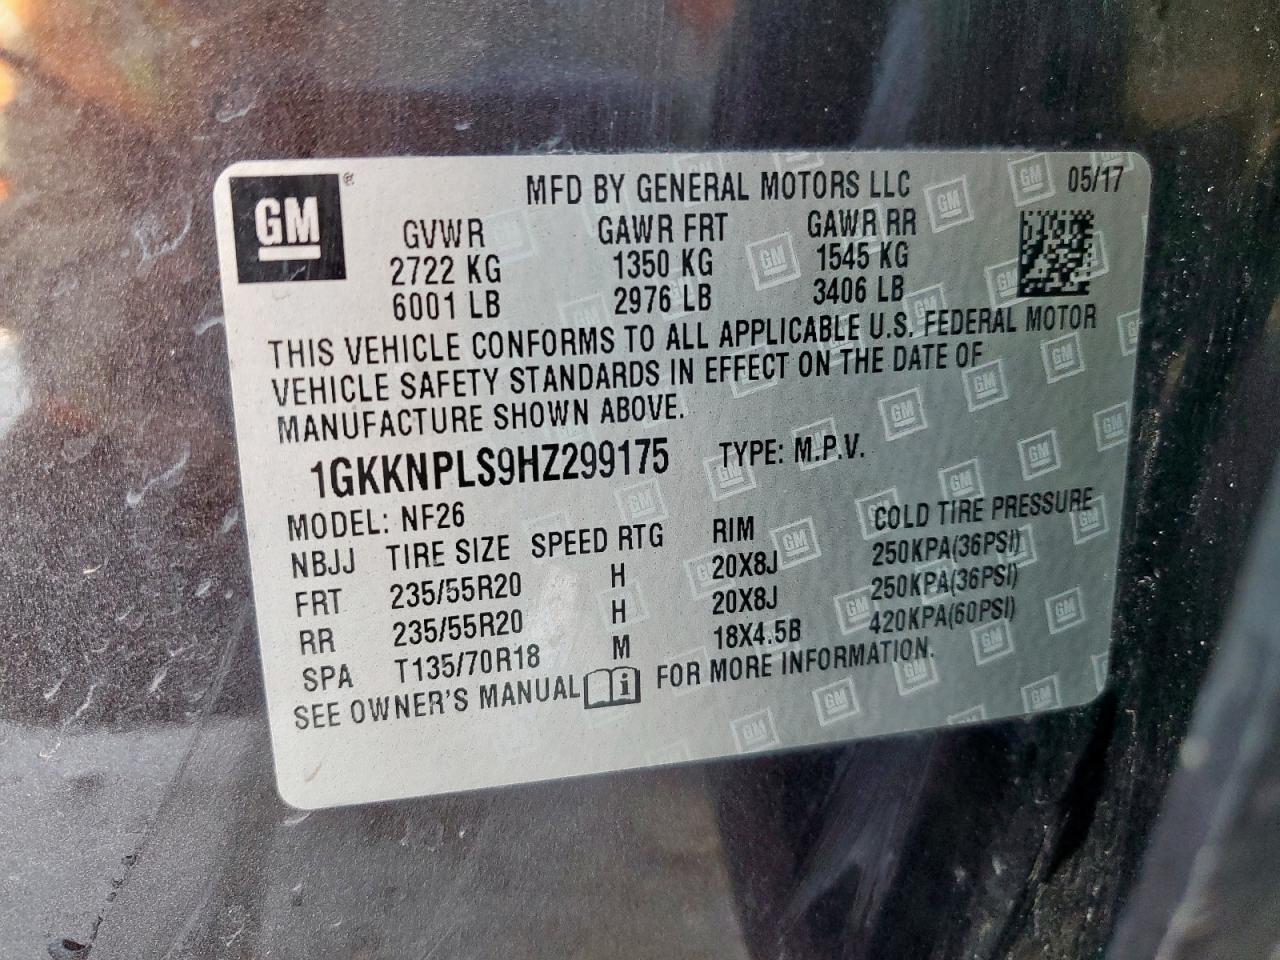 GM ®
MFD BY GENERAL MOTORS LLC 05/17
GVWR GAWR FRT GAWR RR
2722 KG 1350 KG 1545 KG
6001 LB 2976 LB 3406 LB
THIS VEHICLE CONFORMS TO ALL APPLICABLE U.S. FEDERAL MOTOR
VEHICLE SAFETY STANDARDS IN EFFECT ON THE DATE OF
MANUFACTURE SHOWN ABOVE.
1GKKNPLS9HZ299175 TYPE: M.P.V.
MODEL: NF26
NBJJ TIRE SIZE SPEED RTG RIM COLD TIRE PRESSURE
FRT 235/55R20 H 20X8J 250KPA(36PSI)
RR 235/55R20 H 20X8J 250KPA(36PSI)
SPA T135/70R18 M 18X4.5B 420KPA(60PSI)
SEE OWNER'S MANUAL i FOR MORE INFORMATION.